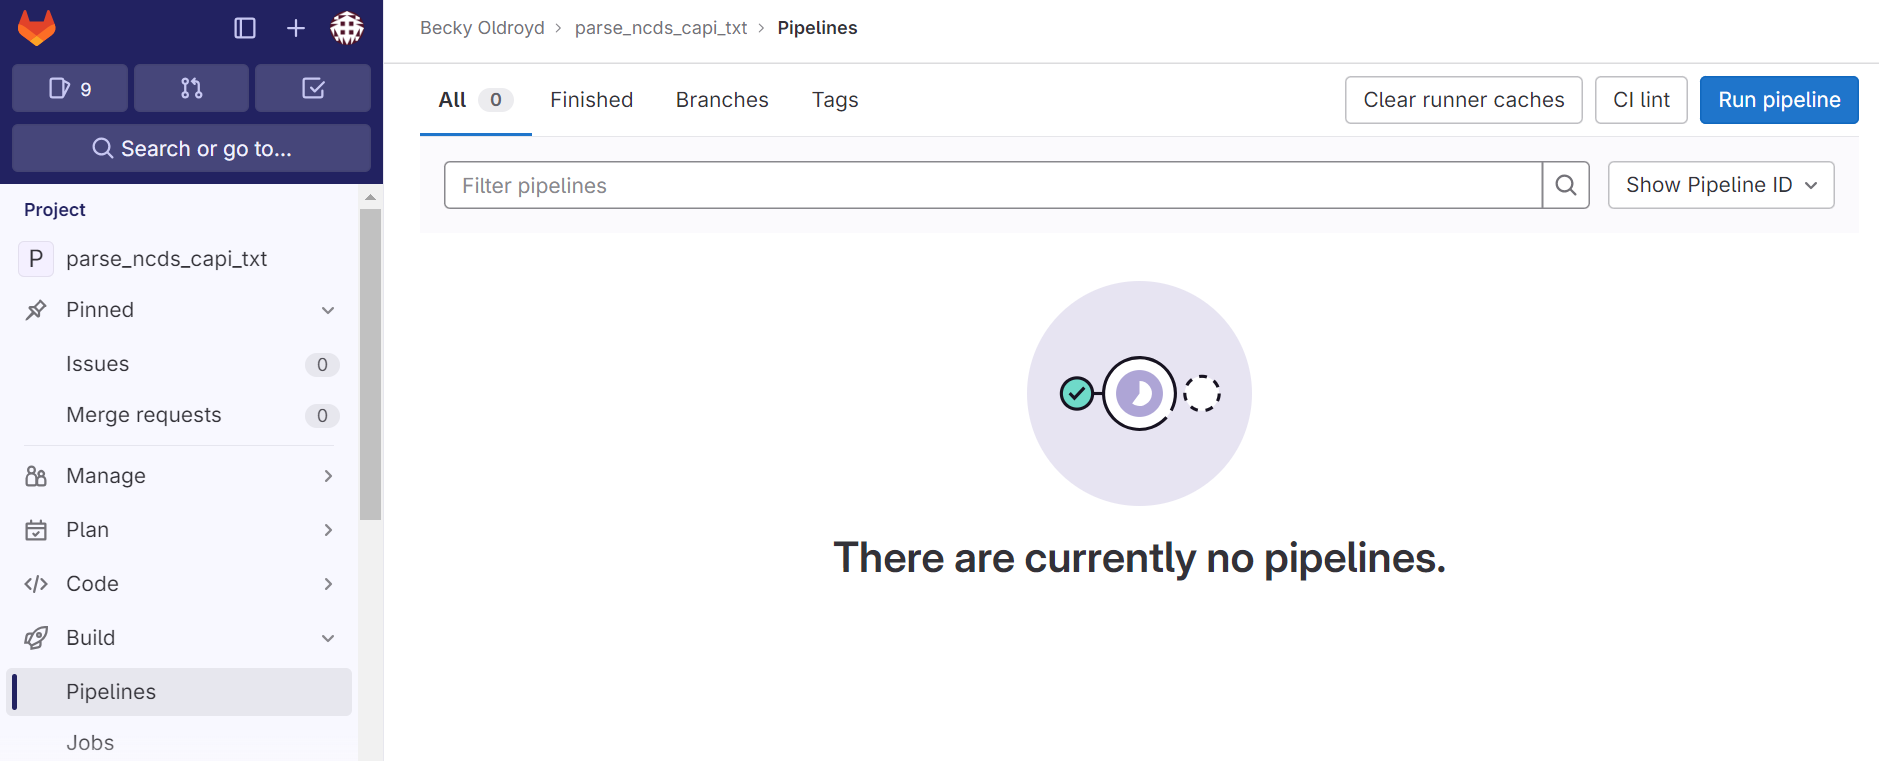 9
Search or go to...
Project
P parse_ncds_capi_txt
Pinned
Issues 0
Merge requests 0
Manage
Plan
Code
Build
Pipelines
Jobs
Becky Oldroyd > parse_ncds_capi_txt > Pipelines
All 0 Finished Branches Tags
Clear runner caches CI lint Run pipeline
Filter pipelines
Show Pipeline ID
There are currently no pipelines.